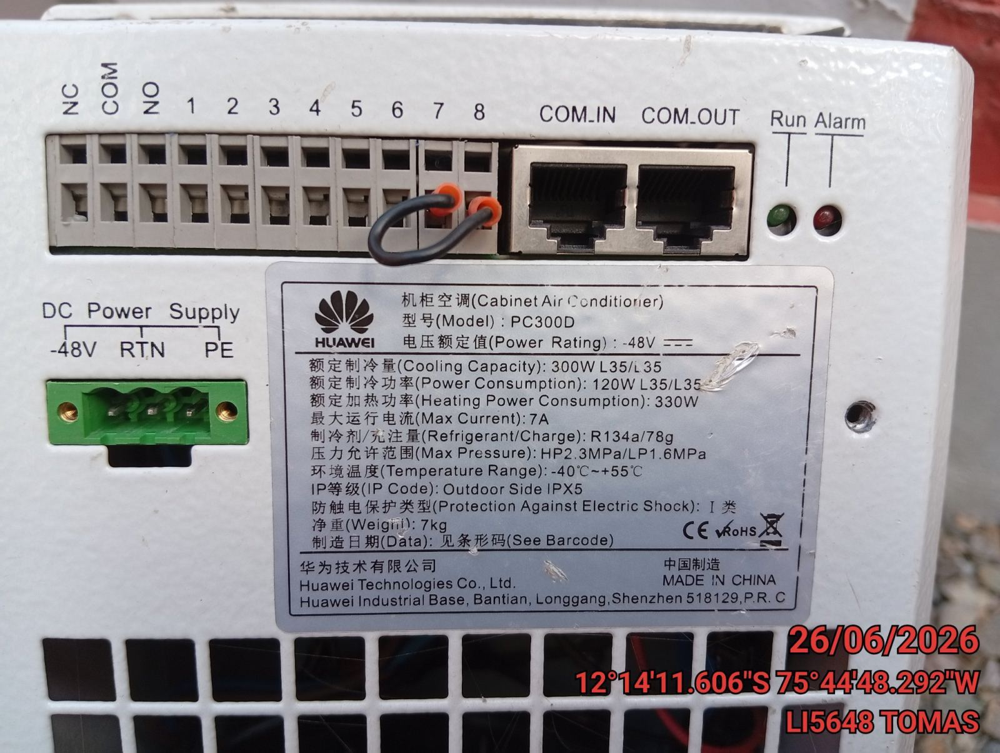 NC COM NO 1 2 3 4 5 6 7 8 COM_IN COM_OUT Run Alarm
DC Power Supply
-48V RTN PE
HUAWEI
机柜空调(Cabinet Air Conditioner)
型号(Model) : PC300D
电压额定值(Power Rating) : -48V
额定制冷量(Cooling Capacity): 300W L35/L35
额定制冷功率(Power Consumption): 120W L35/L35
额定加热功率(Heating Power Consumption): 330W
最大运行电流(Max Current): 7A
制冷剂/充注量(Refrigerant/Charge): R134a/78g
压力允许范围(Max Pressure): HP2.3MPa/LP1.6MPa
环境温度(Temperature Range): -40℃~+55℃
IP等级(IP Code): Outdoor Side IPX5
防触电保护类型(Protection Against Electric Shock): I 类
净重(Weight): 7kg
制造日期(Data): 见条形码(See Barcode)
CE RoHS
华为技术有限公司
中国制造
Huawei Technologies Co., Ltd.
MADE IN CHINA
Huawei Industrial Base, Bantian, Longgang,Shenzhen 518129,P.R. C
26/06/2026
12°14'11.606"S 75°44'48.292"W
LI5648 TOMAS